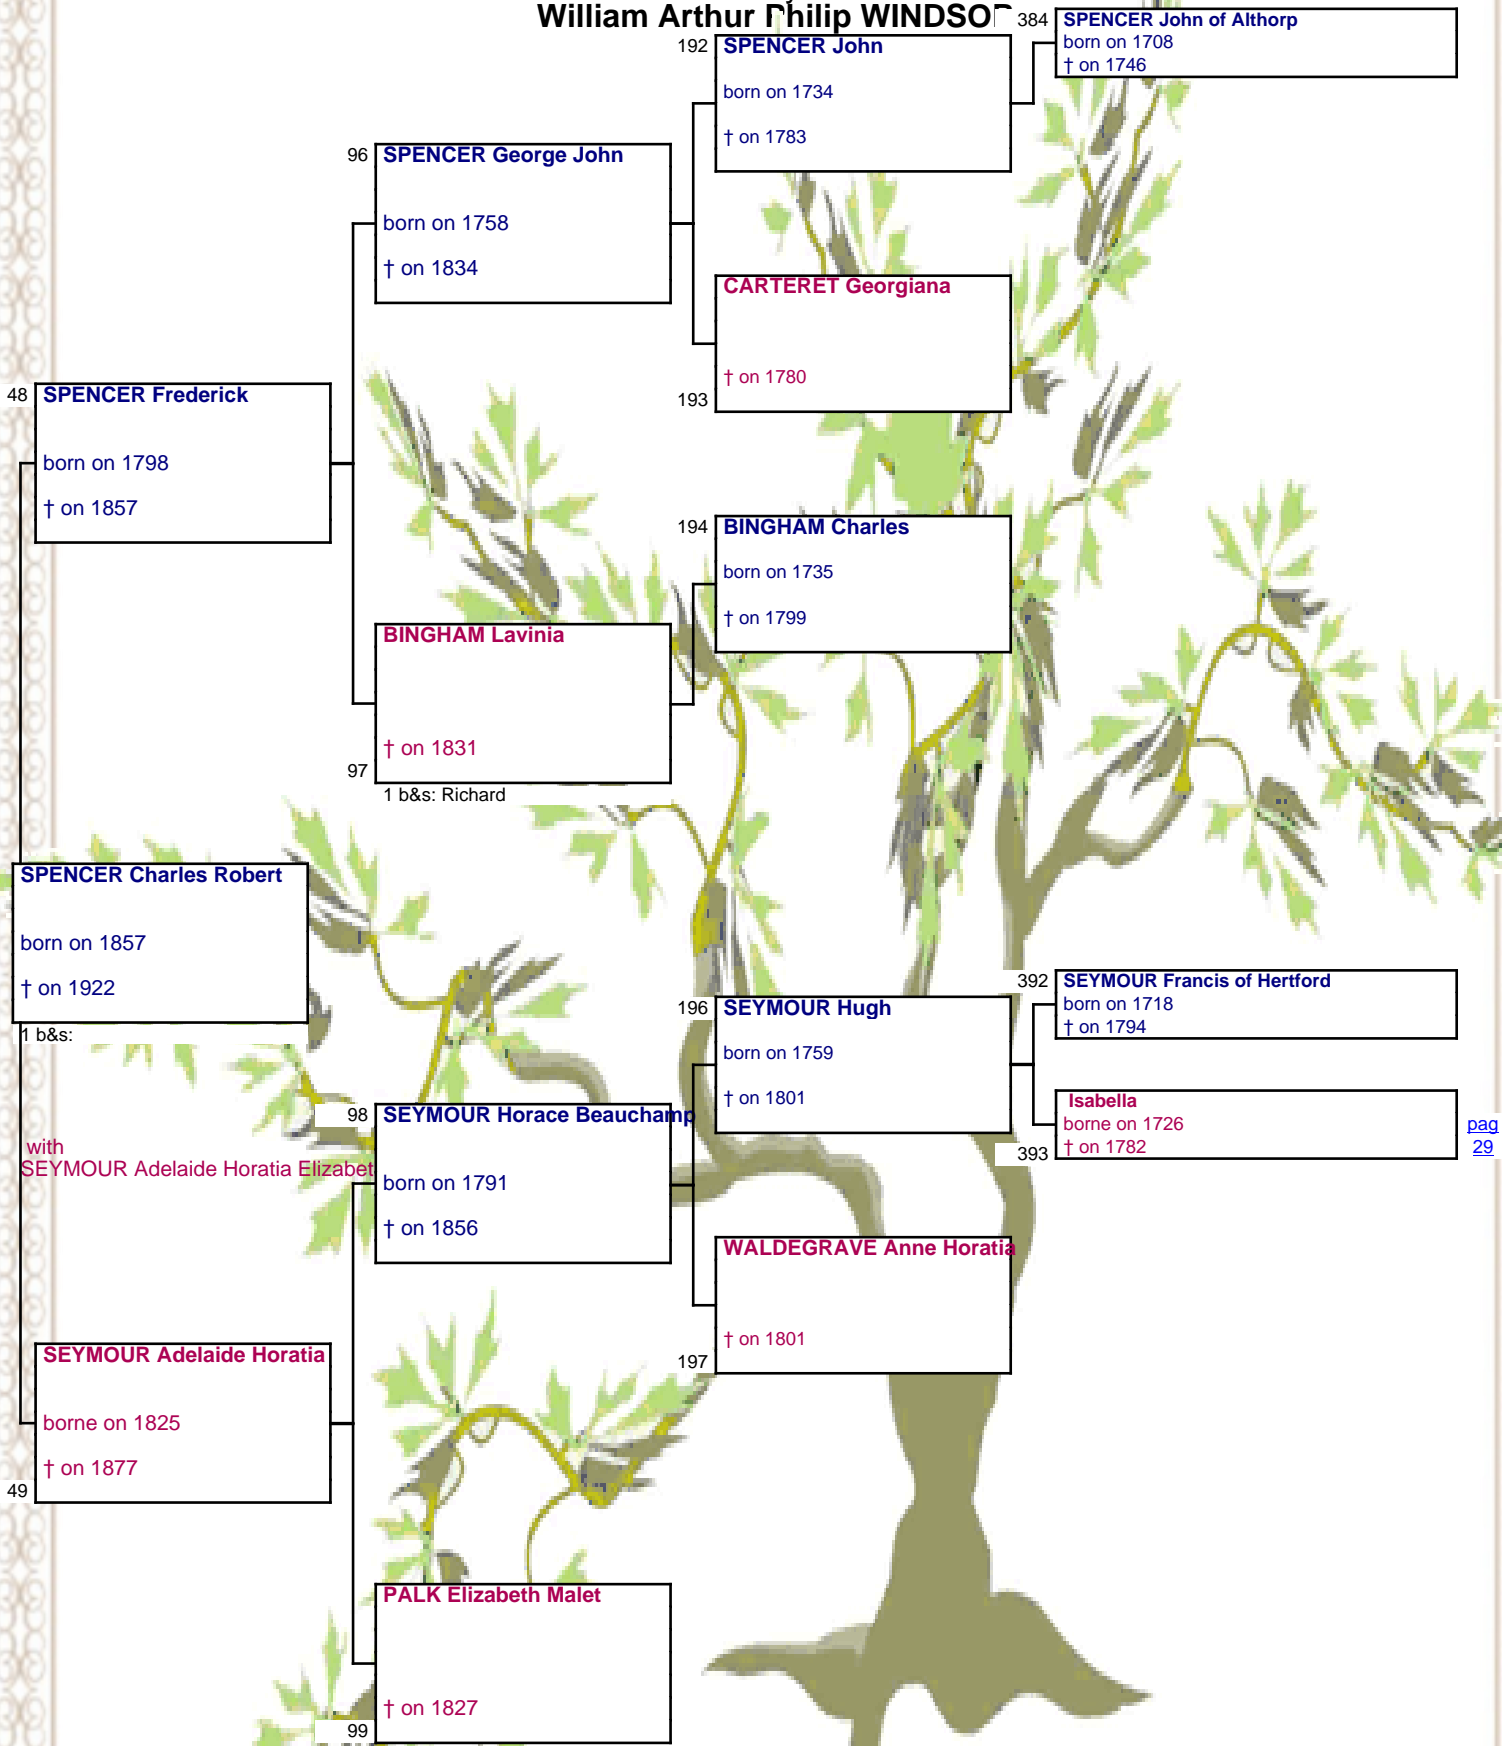 William Arthur Philip WINDSOR
384
SPENCER John of Althorp
born on 1708
† on 1746
192
SPENCER John
born on 1734
† on 1783
96
SPENCER George John
born on 1758
† on 1834
CARTERET Georgiana
† on 1780
193
48
SPENCER Frederick
born on 1798
† on 1857
194
BINGHAM Charles
born on 1735
† on 1799
BINGHAM Lavinia
† on 1831
97
1 b&s: Richard
SPENCER Charles Robert
born on 1857
† on 1922
1 b&s:
392
SEYMOUR Francis of Hertford
born on 1718
† on 1794
196
SEYMOUR Hugh
born on 1759
† on 1801
Isabella
borne on 1726
† on 1782
393
pag
29
98
SEYMOUR Horace Beauchamp
born on 1791
† on 1856
with
SEYMOUR Adelaide Horatia Elizabet
WALDEGRAVE Anne Horatia
† on 1801
197
SEYMOUR Adelaide Horatia
borne on 1825
† on 1877
49
PALK Elizabeth Malet
† on 1827
99